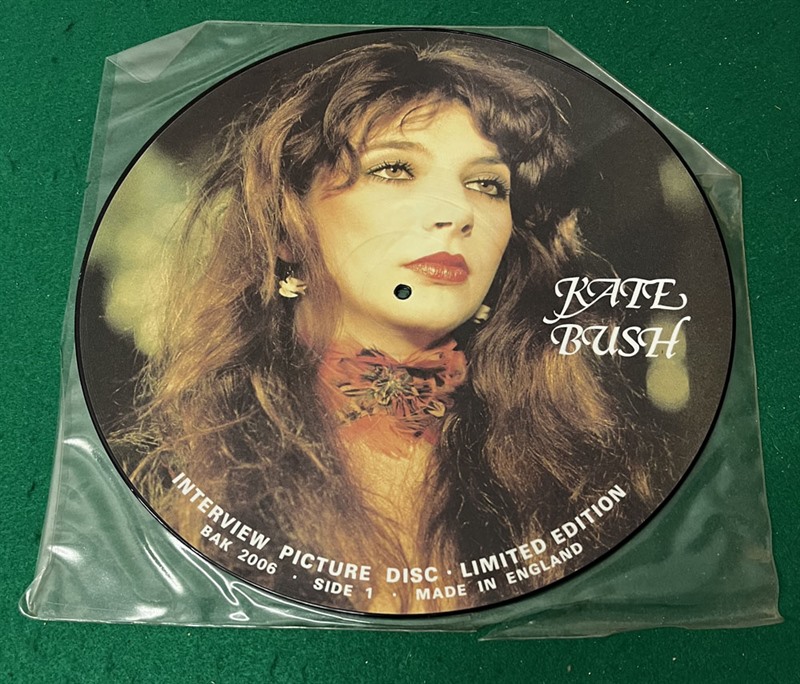 KATE
BUSH
INTERVIEW PICTURE DISC · LIMITED EDITION
BAK 2006 · SIDE 1 · MADE IN ENGLAND